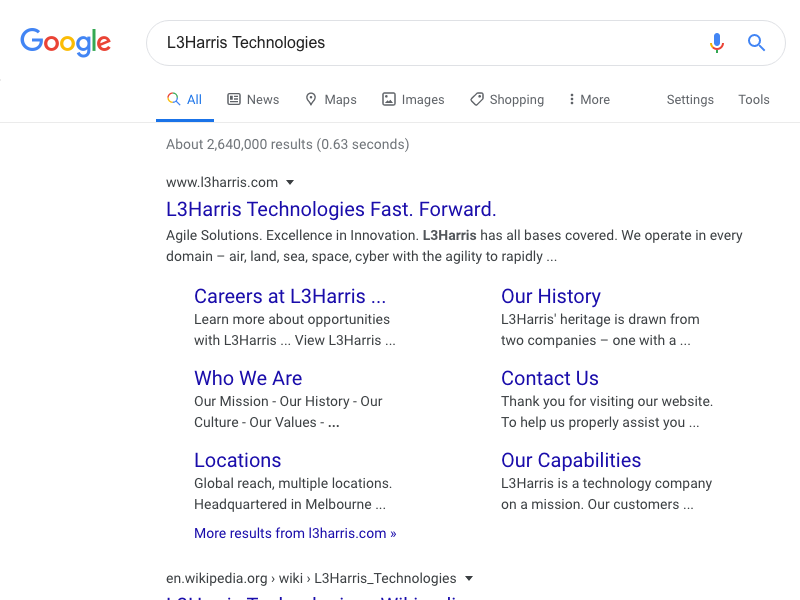 Google
L3Harris Technologies
All News Maps Images Shopping More Settings Tools
About 2,640,000 results (0.63 seconds)
www.l3harris.com
L3Harris Technologies Fast. Forward.
Agile Solutions. Excellence in Innovation. L3Harris has all bases covered. We operate in every
domain – air, land, sea, space, cyber with the agility to rapidly ...
Careers at L3Harris ...
Learn more about opportunities
with L3Harris ... View L3Harris ...
Our History
L3Harris' heritage is drawn from
two companies – one with a ...
Who We Are
Our Mission - Our History - Our
Culture - Our Values - ...
Contact Us
Thank you for visiting our website.
To help us properly assist you ...
Locations
Global reach, multiple locations.
Headquartered in Melbourne ...
Our Capabilities
L3Harris is a technology company
on a mission. Our customers ...
More results from l3harris.com »
en.wikipedia.org › wiki › L3Harris_Technologies